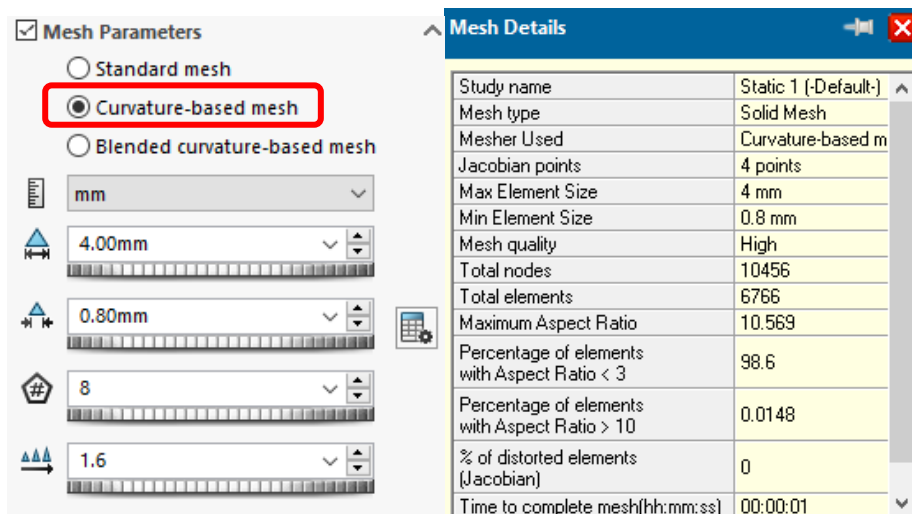 Mesh Parameters
Standard mesh
Curvature-based mesh
Blended curvature-based mesh
mm
4.00mm
0.80mm
#
8
1.6
Mesh Details
Study name Static 1 (-Default-)
Mesh type Solid Mesh
Mesher Used Curvature-based m
Jacobian points 4 points
Max Element Size 4 mm
Min Element Size 0.8 mm
Mesh quality High
Total nodes 10456
Total elements 6766
Maximum Aspect Ratio 10.569
Percentage of elements
with Aspect Ratio < 3 98.6
Percentage of elements
with Aspect Ratio > 10 0.0148
% of distorted elements
(Jacobian) 0
Time to complete mesh(hh:mm:ss) 00:00:01